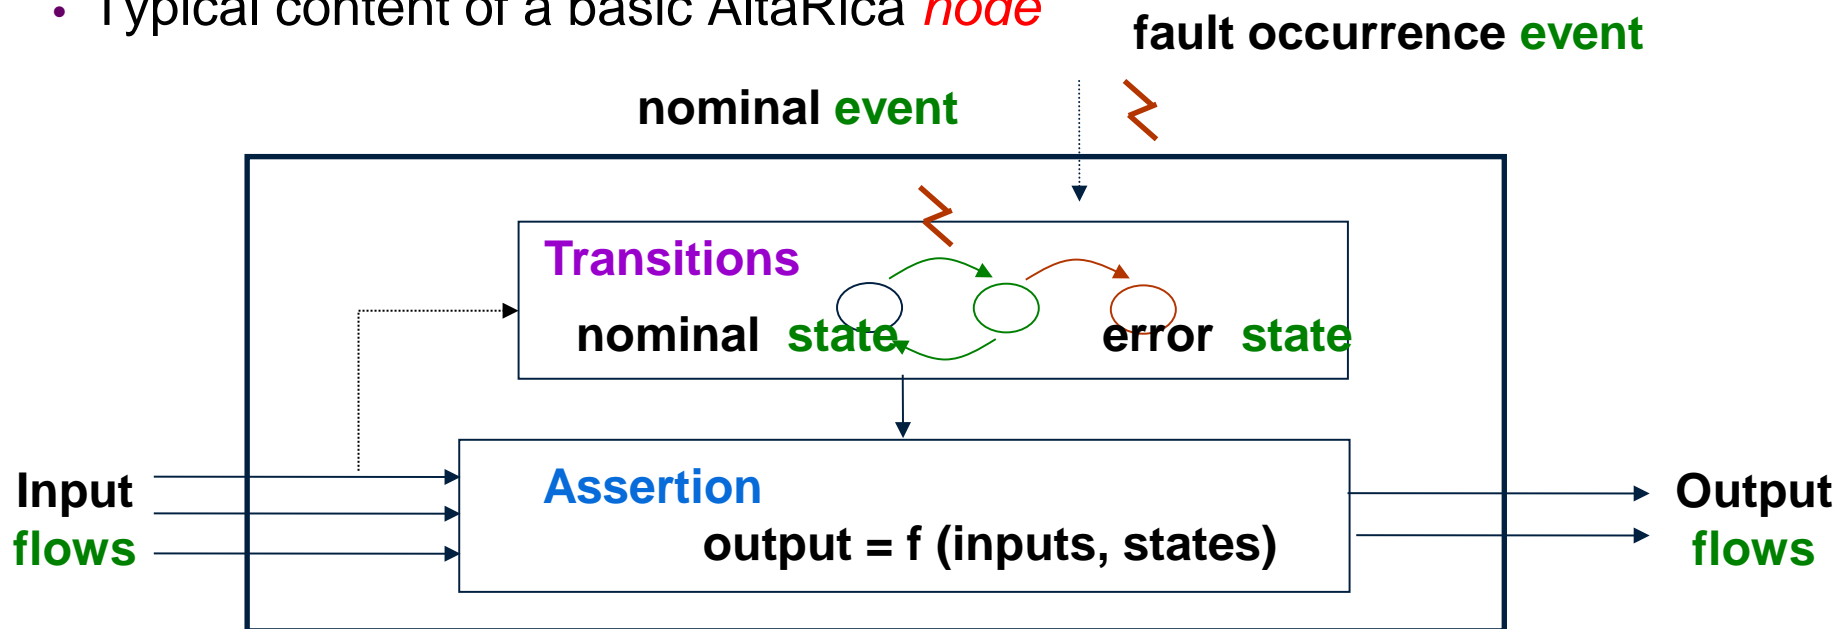 • Typical content of a basic AltaRica node
fault occurrence event
nominal event
Transitions
nominal state
error state
Input
flows
Assertion
output = f (inputs, states)
Output
flows